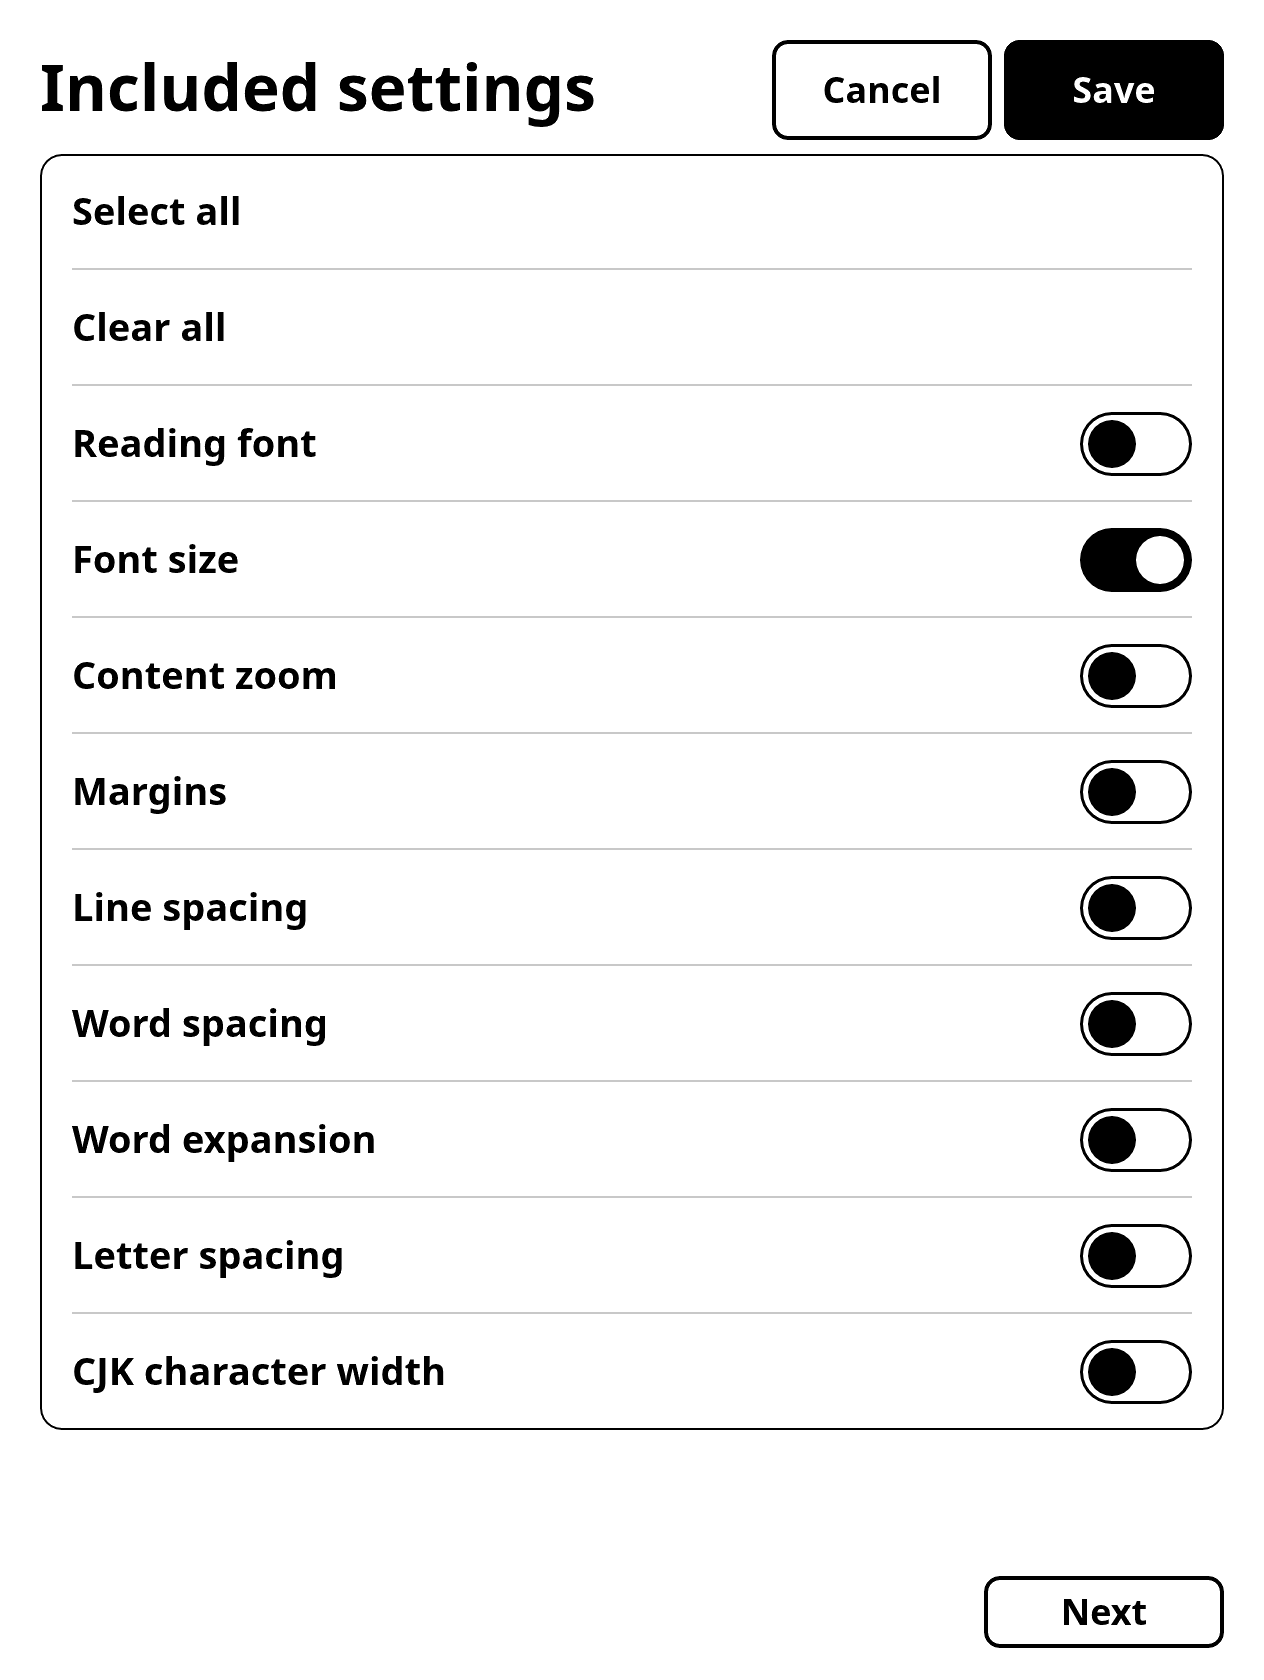 Included settings
Cancel
Save
Select all
Clear all
Reading font
Font size
Content zoom
Margins
Line spacing
Word spacing
Word expansion
Letter spacing
CJK character width
Next